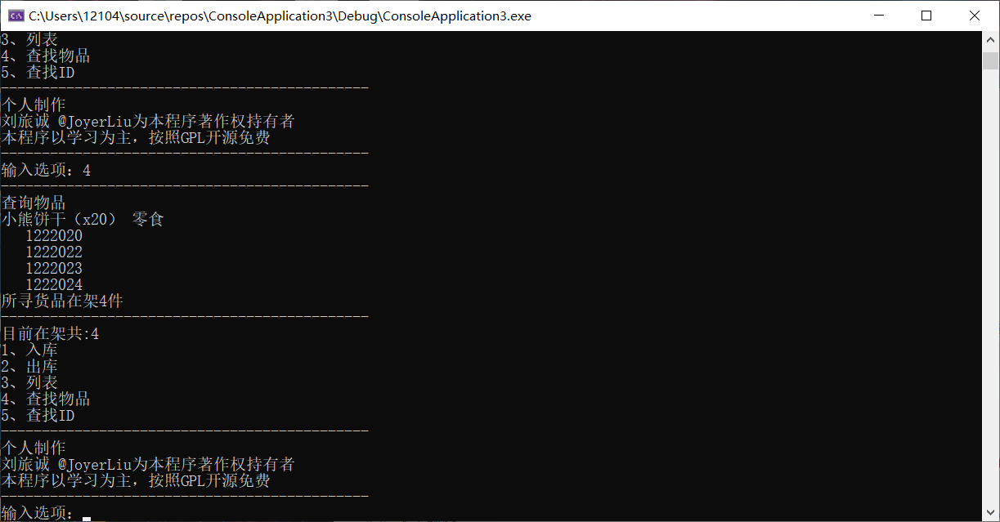 C:\Users\12104\source\repos\ConsoleApplication3\Debug\ConsoleApplication3.exe
3、列表
4、查找物品
5、查找ID
---------------------------------------------
个人制作
刘旅诚 @JoyerLiu为本程序著作权持有者
本程序以学习为主，按照GPL开源免费
---------------------------------------------
输入选项：4
---------------------------------------------
查询物品
小熊饼干（x20） 零食
   1222020
   1222022
   1222023
   1222024
所寻货品在架4件
---------------------------------------------
目前在架共:4
1、入库
2、出库
3、列表
4、查找物品
5、查找ID
---------------------------------------------
个人制作
刘旅诚 @JoyerLiu为本程序著作权持有者
本程序以学习为主，按照GPL开源免费
---------------------------------------------
输入选项：